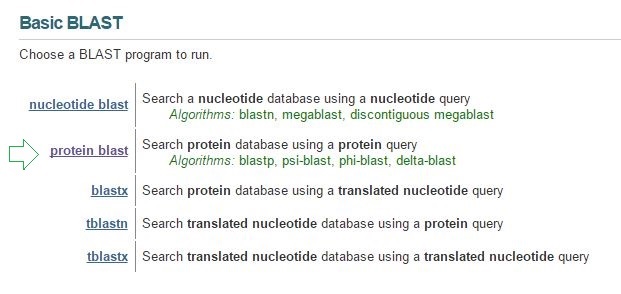 Basic BLAST
Choose a BLAST program to run.
nucleotide blast Search a nucleotide database using a nucleotide query
Algorithms: blastn, megablast, discontiguous megablast
protein blast Search protein database using a protein query
Algorithms: blastp, psi-blast, phi-blast, delta-blast
blastx Search protein database using a translated nucleotide query
tblastn Search translated nucleotide database using a protein query
tblastx Search translated nucleotide database using a translated nucleotide query